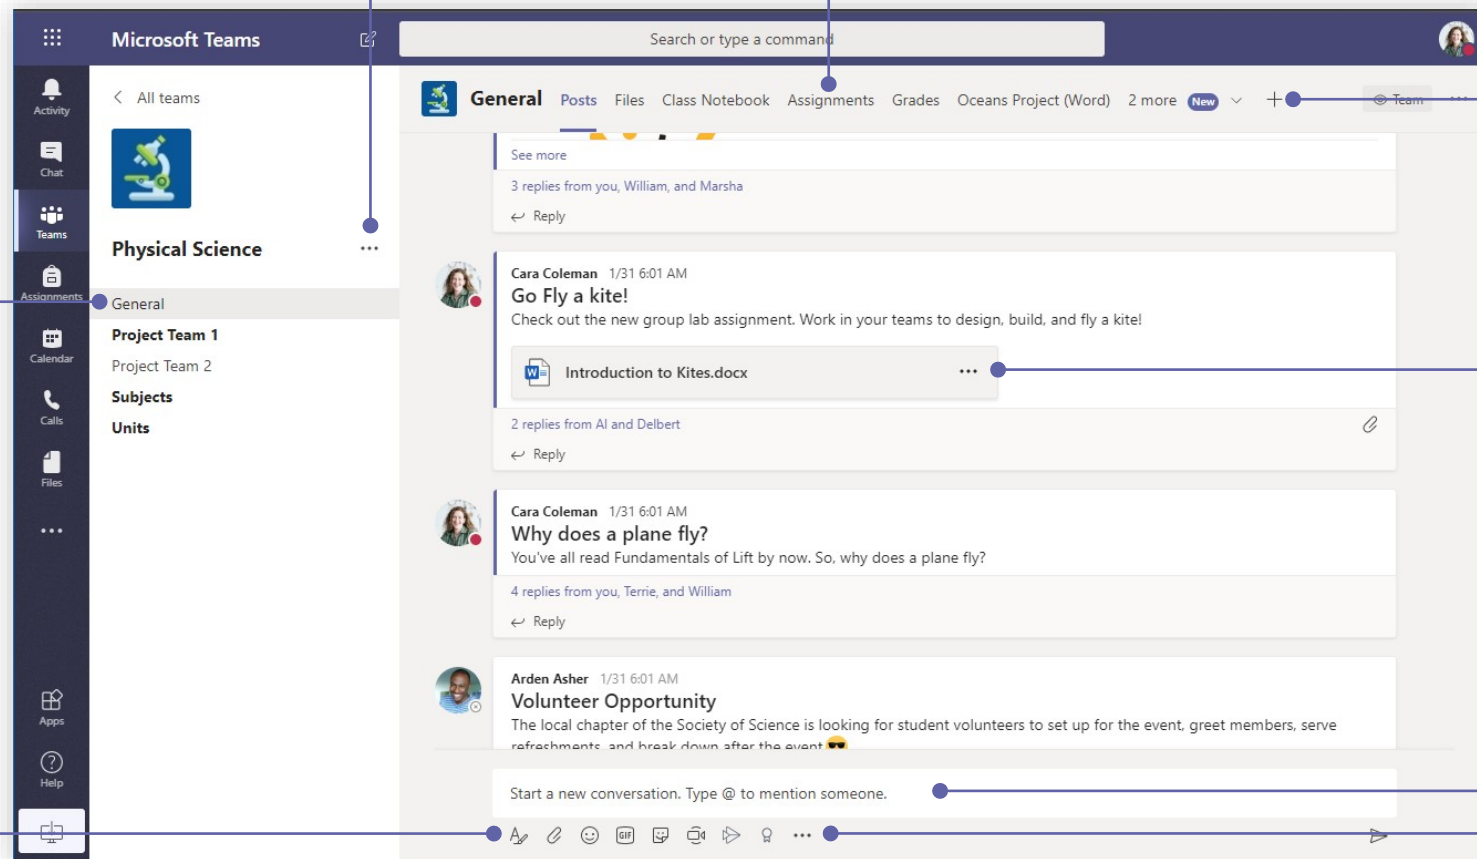 Microsoft Teams
Search or type a command
Activity
Chat
Teams
Assignments
Calendar
Calls
Files
Apps
Help
All teams
Physical Science
General
Project Team 1
Project Team 2
Subjects
Units
General Posts Files Class Notebook Assignments Grades Oceans Project (Word) 2 more New
Team
See more
3 replies from you, William, and Marsha
Reply
Cara Coleman 1/31 6:01 AM
Go Fly a kite!
Check out the new group lab assignment. Work in your teams to design, build, and fly a kite!
Introduction to Kites.docx
2 replies from Al and Delbert
Reply
Cara Coleman 1/31 6:01 AM
Why does a plane fly?
You've all read Fundamentals of Lift by now. So, why does a plane fly?
4 replies from you, Terrie, and William
Reply
Arden Asher 1/31 6:01 AM
Volunteer Opportunity
The local chapter of the Society of Science is looking for student volunteers to set up for the event, greet members, serve
refreshments, and break down after the event
Start a new conversation. Type @ to mention someone.
GIF